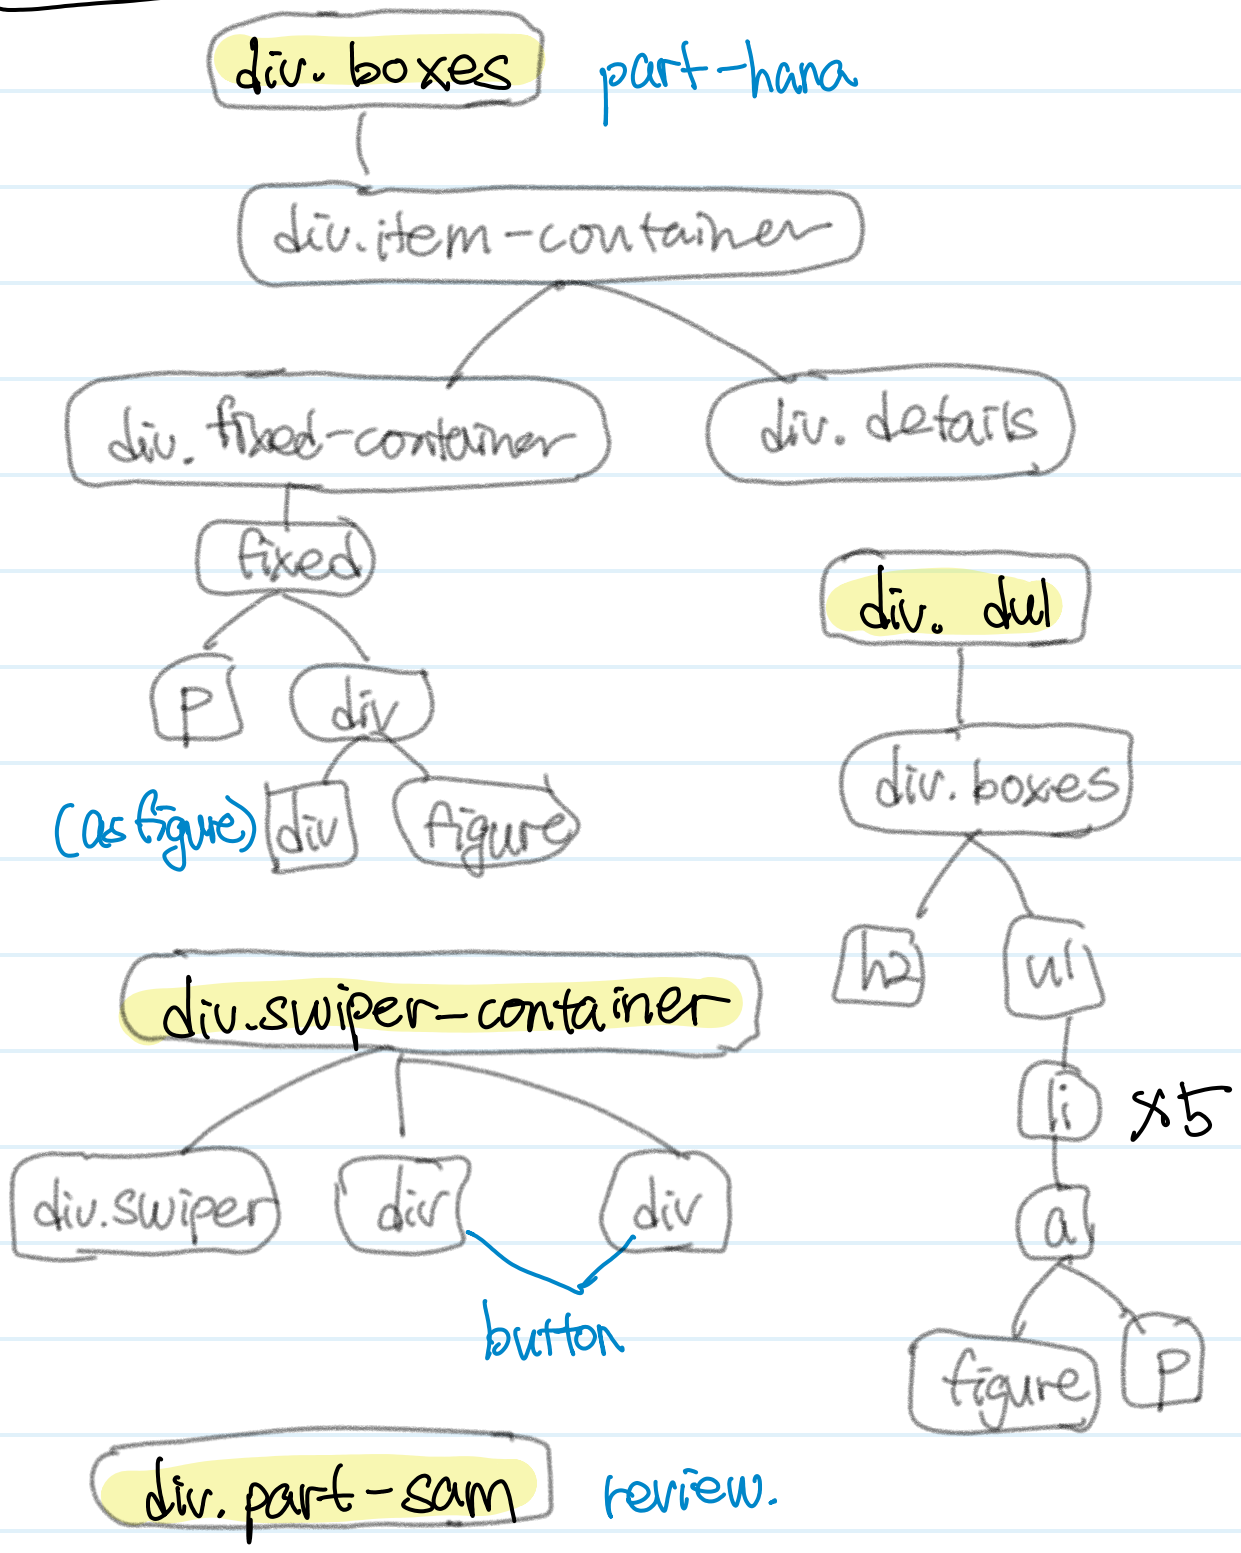 div. boxes part-hana
div.item-container
div. fixed-container
div. details
fixed
div. dul
p
div
div.boxes
(as figure)
div
figure
h2
ul
div.swiper-container
li
x5
div.swiper
div
div
a
button
figure
p
div. part-sam review.